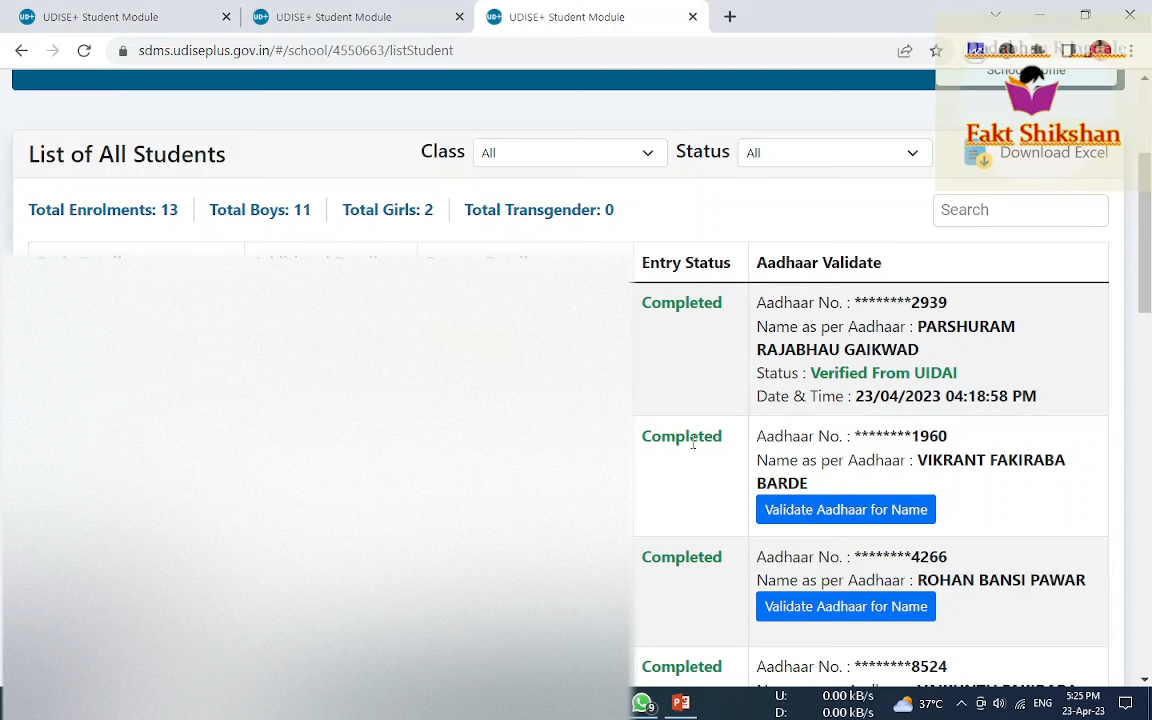 UDISE+ Student Module
UDISE+ Student Module
UDISE+ Student Module
sdms.udiseplus.gov.in/#/school/4550663/listStudent
Fakt Shikshan
List of All Students
Class
All
Status
All
Download Excel
Total Enrolments: 13
Total Boys: 11
Total Girls: 2
Total Transgender: 0
Search
Entry Status
Aadhaar Validate
Completed
Aadhaar No. : ********2939
Name as per Aadhaar : PARSHURAM
RAJABHAU GAIKWAD
Status : Verified From UIDAI
Date & Time : 23/04/2023 04:18:58 PM
Completed
Aadhaar No. : ********1960
Name as per Aadhaar : VIKRANT FAKIRABA
BARDE
Validate Aadhaar for Name
Completed
Aadhaar No. : ********4266
Name as per Aadhaar : ROHAN BANSI PAWAR
Validate Aadhaar for Name
Completed
Aadhaar No. : ********8524
U: 0.00 kB/s
D: 0.00 kB/s
37°C
ENG
5:25 PM
23-Apr-23